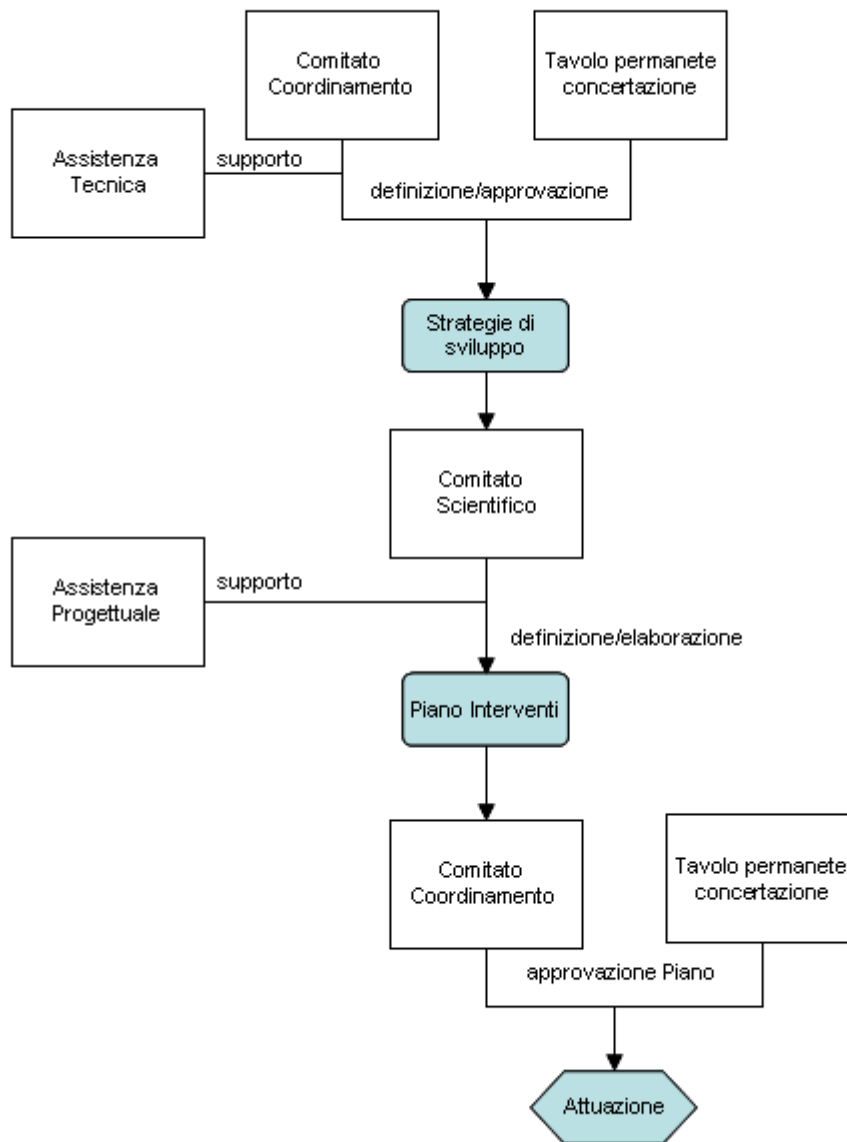 Comitato
Coordinamento
Tavolo permanete
concertazione
Assistenza
Tecnica
supporto
definizione/approvazione
Strategie di
sviluppo
Comitato
Scientifico
Assistenza
Progettuale
supporto
definizione/elaborazione
Piano Interventi
Comitato
Coordinamento
Tavolo permanete
concertazione
approvazione Piano
Attuazione